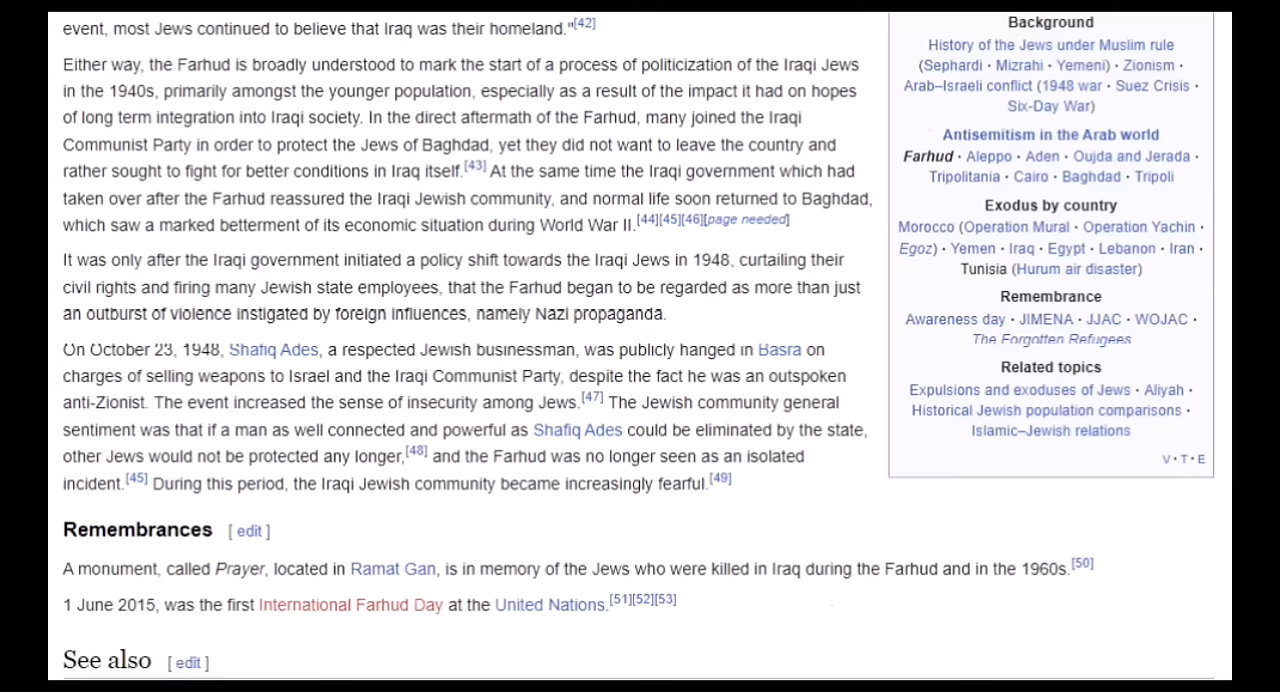 event, most Jews continued to believe that Iraq was their homeland."[42]
Either way, the Farhud is broadly understood to mark the start of a process of politicization of the Iraqi Jews
in the 1940s, primarily amongst the younger population, especially as a result of the impact it had on hopes
of long term integration into Iraqi society. In the direct aftermath of the Farhud, many joined the Iraqi
Communist Party in order to protect the Jews of Baghdad, yet they did not want to leave the country and
rather sought to fight for better conditions in Iraq itself.[43] At the same time the Iraqi government which had
taken over after the Farhud reassured the Iraqi Jewish community, and normal life soon returned to Baghdad,
which saw a marked betterment of its economic situation during World War II.[44][45][46][page needed]
It was only after the Iraqi government initiated a policy shift towards the Iraqi Jews in 1948, curtailing their
civil rights and firing many Jewish state employees, that the Farhud began to be regarded as more than just
an outburst of violence instigated by foreign influences, namely Nazi propaganda.
On October 23, 1948, Shafiq Ades, a respected Jewish businessman, was publicly hanged in Basra on
charges of selling weapons to Israel and the Iraqi Communist Party, despite the fact he was an outspoken
anti-Zionist. The event increased the sense of insecurity among Jews.[47] The Jewish community general
sentiment was that if a man as well connected and powerful as Shafiq Ades could be eliminated by the state,
other Jews would not be protected any longer,[48] and the Farhud was no longer seen as an isolated
incident.[45] During this period, the Iraqi Jewish community became increasingly fearful.[49]
Remembrances [ edit ]
A monument, called Prayer, located in Ramat Gan, is in memory of the Jews who were killed in Iraq during the Farhud and in the 1960s.[50]
1 June 2015, was the first International Farhud Day at the United Nations.[51][52][53]
See also [ edit ]
Background
History of the Jews under Muslim rule
(Sephardi · Mizrahi · Yemeni) · Zionism ·
Arab–Israeli conflict (1948 war · Suez Crisis ·
Six-Day War)
Antisemitism in the Arab world
Farhud · Aleppo · Aden · Oujda and Jerada ·
Tripolitania · Cairo · Baghdad · Tripoli
Exodus by country
Morocco (Operation Mural · Operation Yachin ·
Egoz) · Yemen · Iraq · Egypt · Lebanon · Iran ·
Tunisia (Hurum air disaster)
Remembrance
Awareness day · JIMENA · JJAC · WOJAC ·
The Forgotten Refugees
Related topics
Expulsions and exoduses of Jews · Aliyah ·
Historical Jewish population comparisons ·
Islamic–Jewish relations
V · T · E